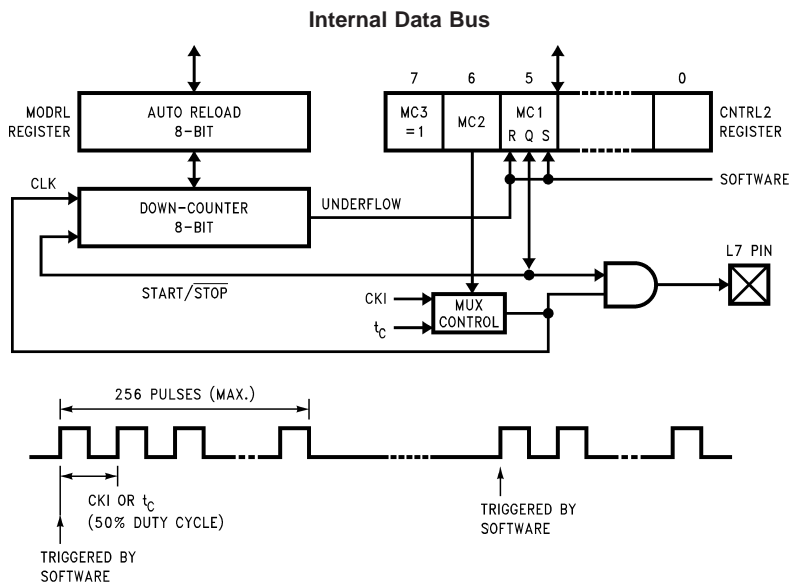 Internal Data Bus
7 6 5 0
MODRL
REGISTER
AUTO RELOAD
8-BIT
MC3
=1
MC2
MC1
R Q S
CNTRL2
REGISTER
CLK
DOWN-COUNTER
8-BIT
UNDERFLOW
SOFTWARE
START/STOP
L7 PIN
CKI
tC
MUX
CONTROL
256 PULSES (MAX.)
CKI OR tC
(50% DUTY CYCLE)
TRIGGERED BY
SOFTWARE
TRIGGERED BY
SOFTWARE